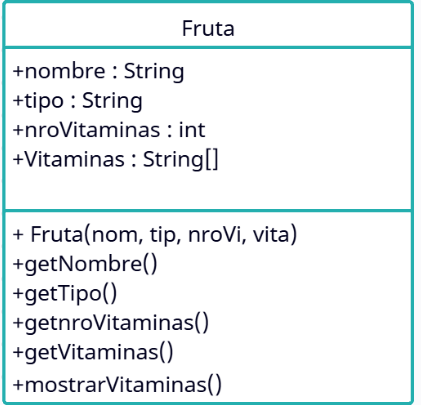 Fruta
+nombre : String
+tipo : String
+nroVitaminas : int
+Vitaminas : String[]
+ Fruta(nom, tip, nroVi, vita)
+getNombre()
+getTipo()
+getnroVitaminas()
+getVitaminas()
+mostrarVitaminas()